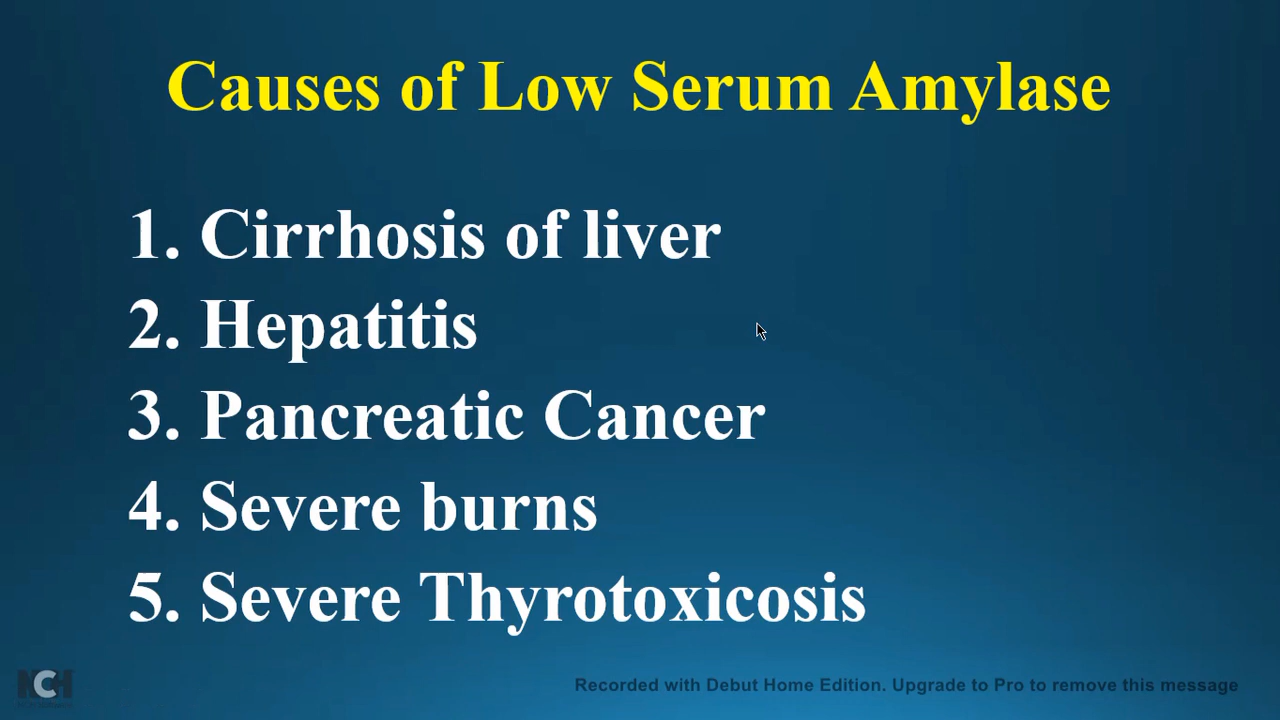 Causes of Low Serum Amylase
1. Cirrhosis of liver
2. Hepatitis
3. Pancreatic Cancer
4. Severe burns
5. Severe Thyrotoxicosis
NCH
Recorded with Debut Home Edition. Upgrade to Pro to remove this message